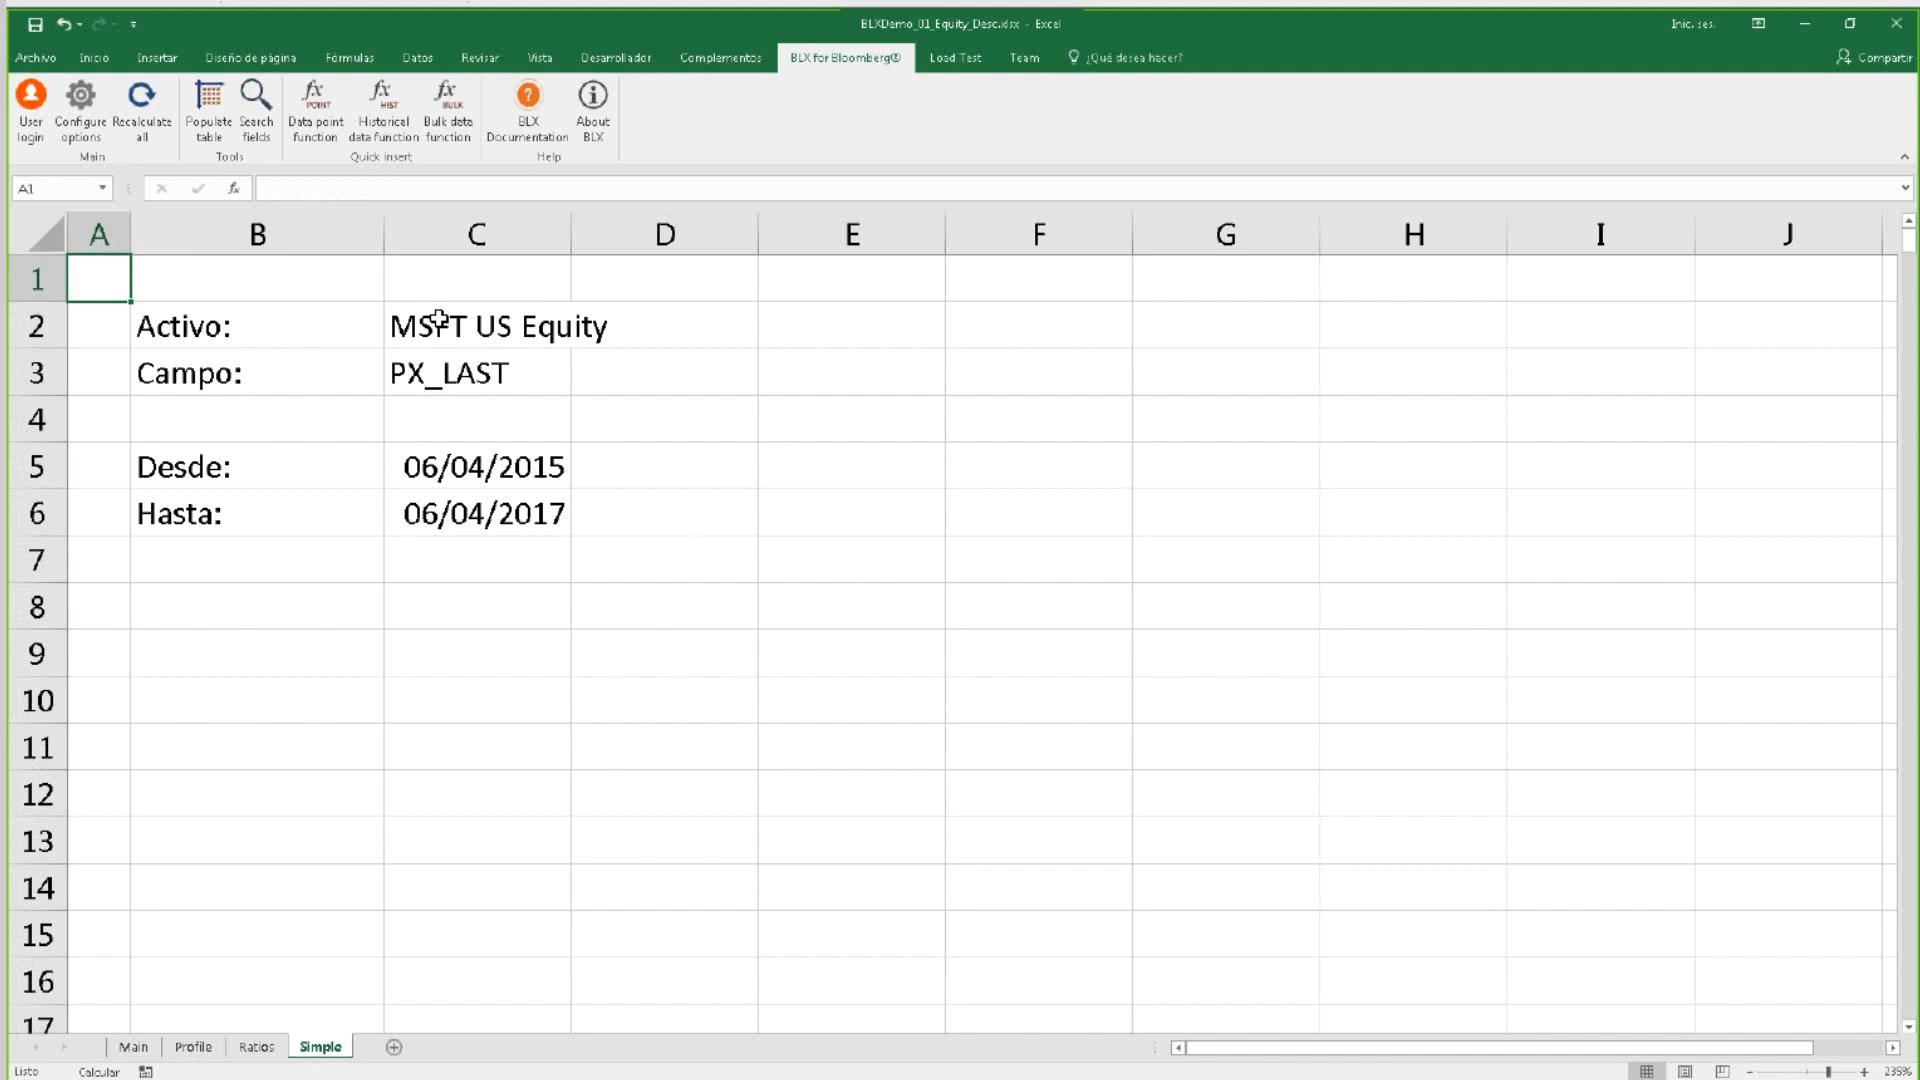 BLXDemo_01_Equity_Desc.xlsx - Excel
Inic. ses.
Archivo Inicio Insertar Diseño de página Fórmulas Datos Revisar Vista Desarrollador Complementos BLX for Bloomberg® Load Test Team ¿Qué desea hacer? Compartir
fx POINT fx HIST fx BULK
User Configure Recalculate Populate Search Data point Historical Bulk data BLX About
login options all table fields function data function function Documentation BLX
Main Tools Quick insert Help
A1 fx
A B C D E F G H I J
1
2 Activo: MSFT US Equity
3 Campo: PX_LAST
4
5 Desde: 06/04/2015
6 Hasta: 06/04/2017
7
8
9
10
11
12
13
14
15
16
17
Main Profile Ratios Simple
Listo Calcular 235%